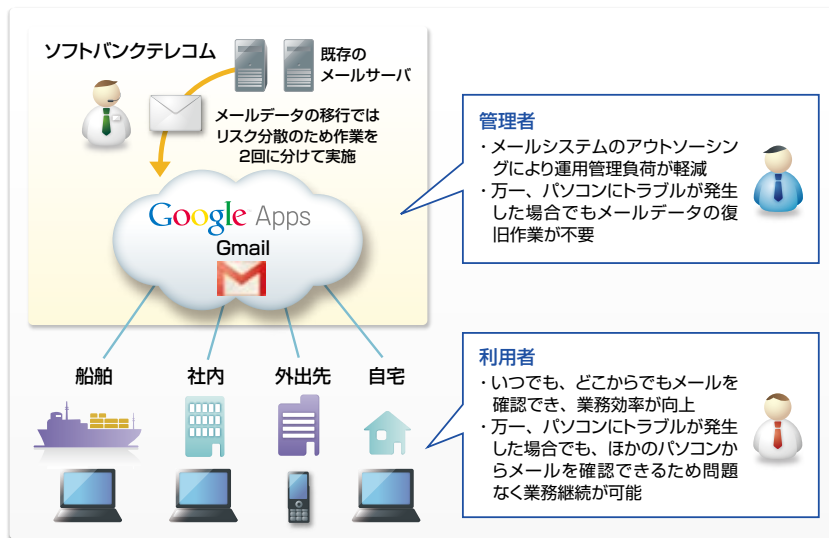 ソフトバンクテレコム
既存の
メールサーバ
メールデータの移行では
リスク分散のため作業を
2回に分けて実施
Google Apps
Gmail
管理者
・メールシステムのアウトソーシ
ングにより運用管理負荷が軽減
・万一、パソコンにトラブルが発生
した場合でもメールデータの復
旧作業が不要
船舶
社内
外出先
自宅
利用者
・いつでも、どこからでもメールを
確認でき、業務効率が向上
・万一、パソコンにトラブルが発生
した場合でも、ほかのパソコンか
らメールを確認できるため問題
なく業務継続が可能